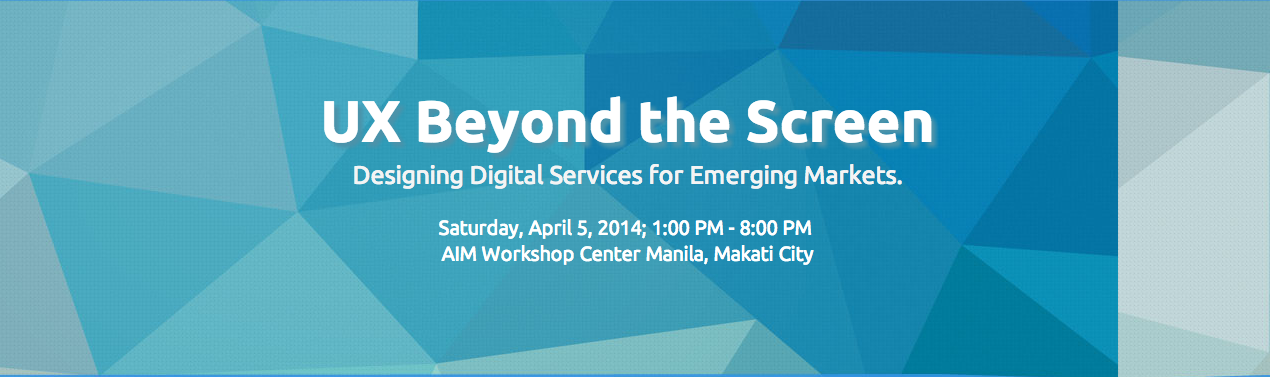 UX Beyond the Screen
Designing Digital Services for Emerging Markets.
Saturday, April 5, 2014; 1:00 PM - 8:00 PM
AIM Workshop Center Manila, Makati City